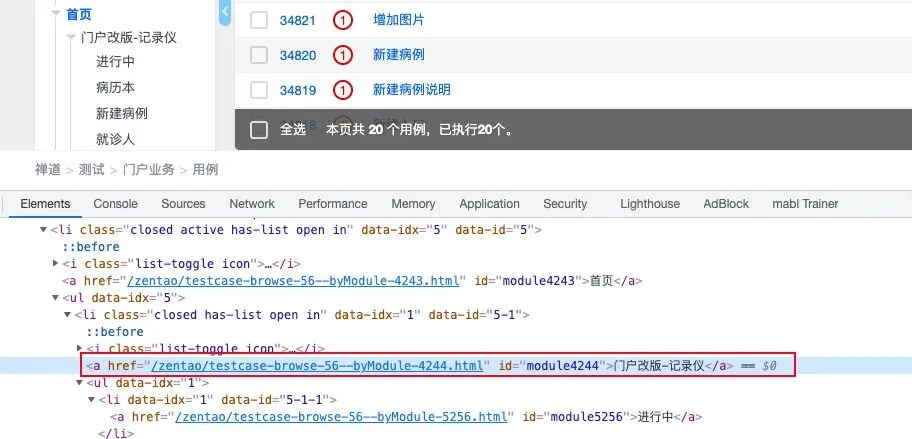 首页
门户改版-记录仪
进行中
病历本
新建病例
就诊人
34821 1 增加图片
34820 1 新建病例
34819 1 新建病例说明
全选 本页共 20 个用例，已执行20个。
禅道 > 测试 > 门户业务 > 用例
Elements Console Sources Network Performance Memory Application Security Lighthouse AdBlock mabl Trainer
<li class="closed active has-list open in" data-idx="5" data-id="5">
::before
<i class="list-toggle icon">…</i>
<a href="/zentao/testcase-browse-56--byModule-4243.html" id="module4243">首页</a>
<ul data-idx="5">
<li class="closed has-list open in" data-idx="1" data-id="5-1">
::before
<i class="list-toggle icon">…</i>
<a href="/zentao/testcase-browse-56--byModule-4244.html" id="module4244">门户改版-记录仪</a> == $0
<ul data-idx="1">
<li data-idx="1" data-id="5-1-1">
<a href="/zentao/testcase-browse-56--byModule-5256.html" id="module5256">进行中</a>
</li>